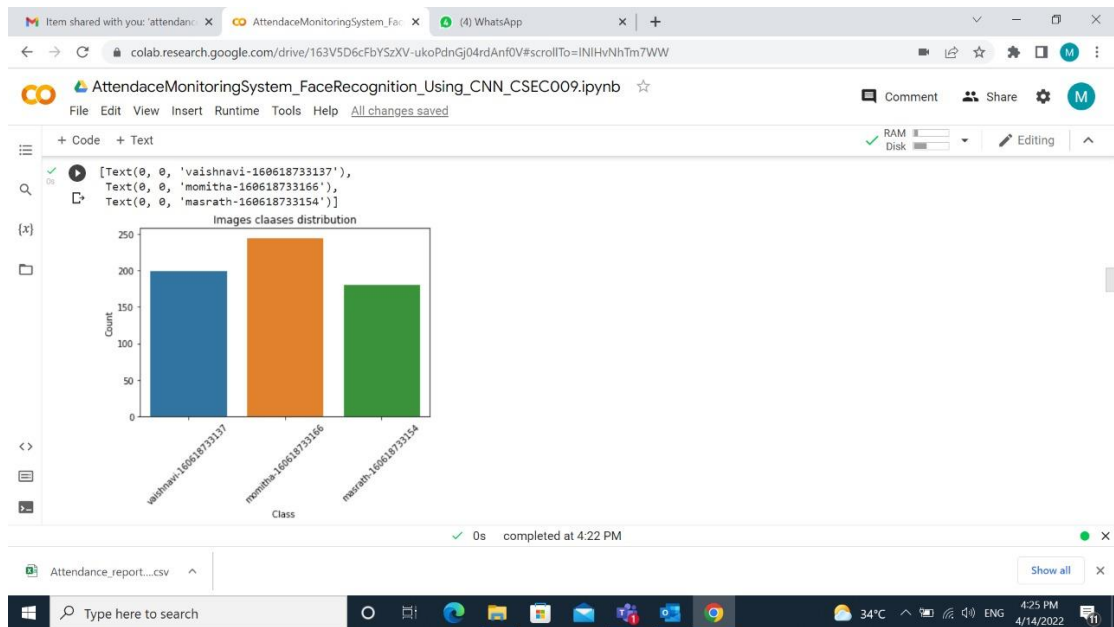 Item shared with you: 'attendanc
AttendaceMonitoringSystem_Fac
(4) WhatsApp
colab.research.google.com/drive/163V5D6cFbYSzXV-ukoPdnGj04rdAnf0V#scrollTo=lNIHvNhTm7WW
M
CO
AttendaceMonitoringSystem_FaceRecognition_Using_CNN_CSEC009.ipynb
Comment Share M
File Edit View Insert Runtime Tools Help All changes saved
+ Code + Text
RAM
Disk
Editing
0s
[Text(0, 0, 'vaishnavi-160618733137'),
Text(0, 0, 'momitha-160618733166'),
Text(0, 0, 'masrath-160618733154')]
{x}
Images claases distribution
250
200
150
100
50
0
Count
vaishnavi-160618733137
momitha-160618733166
masrath-160618733154
Class
0s completed at 4:22 PM
Attendance_report....csv
Show all
Type here to search
34°C
ENG
4:25 PM
4/14/2022
11